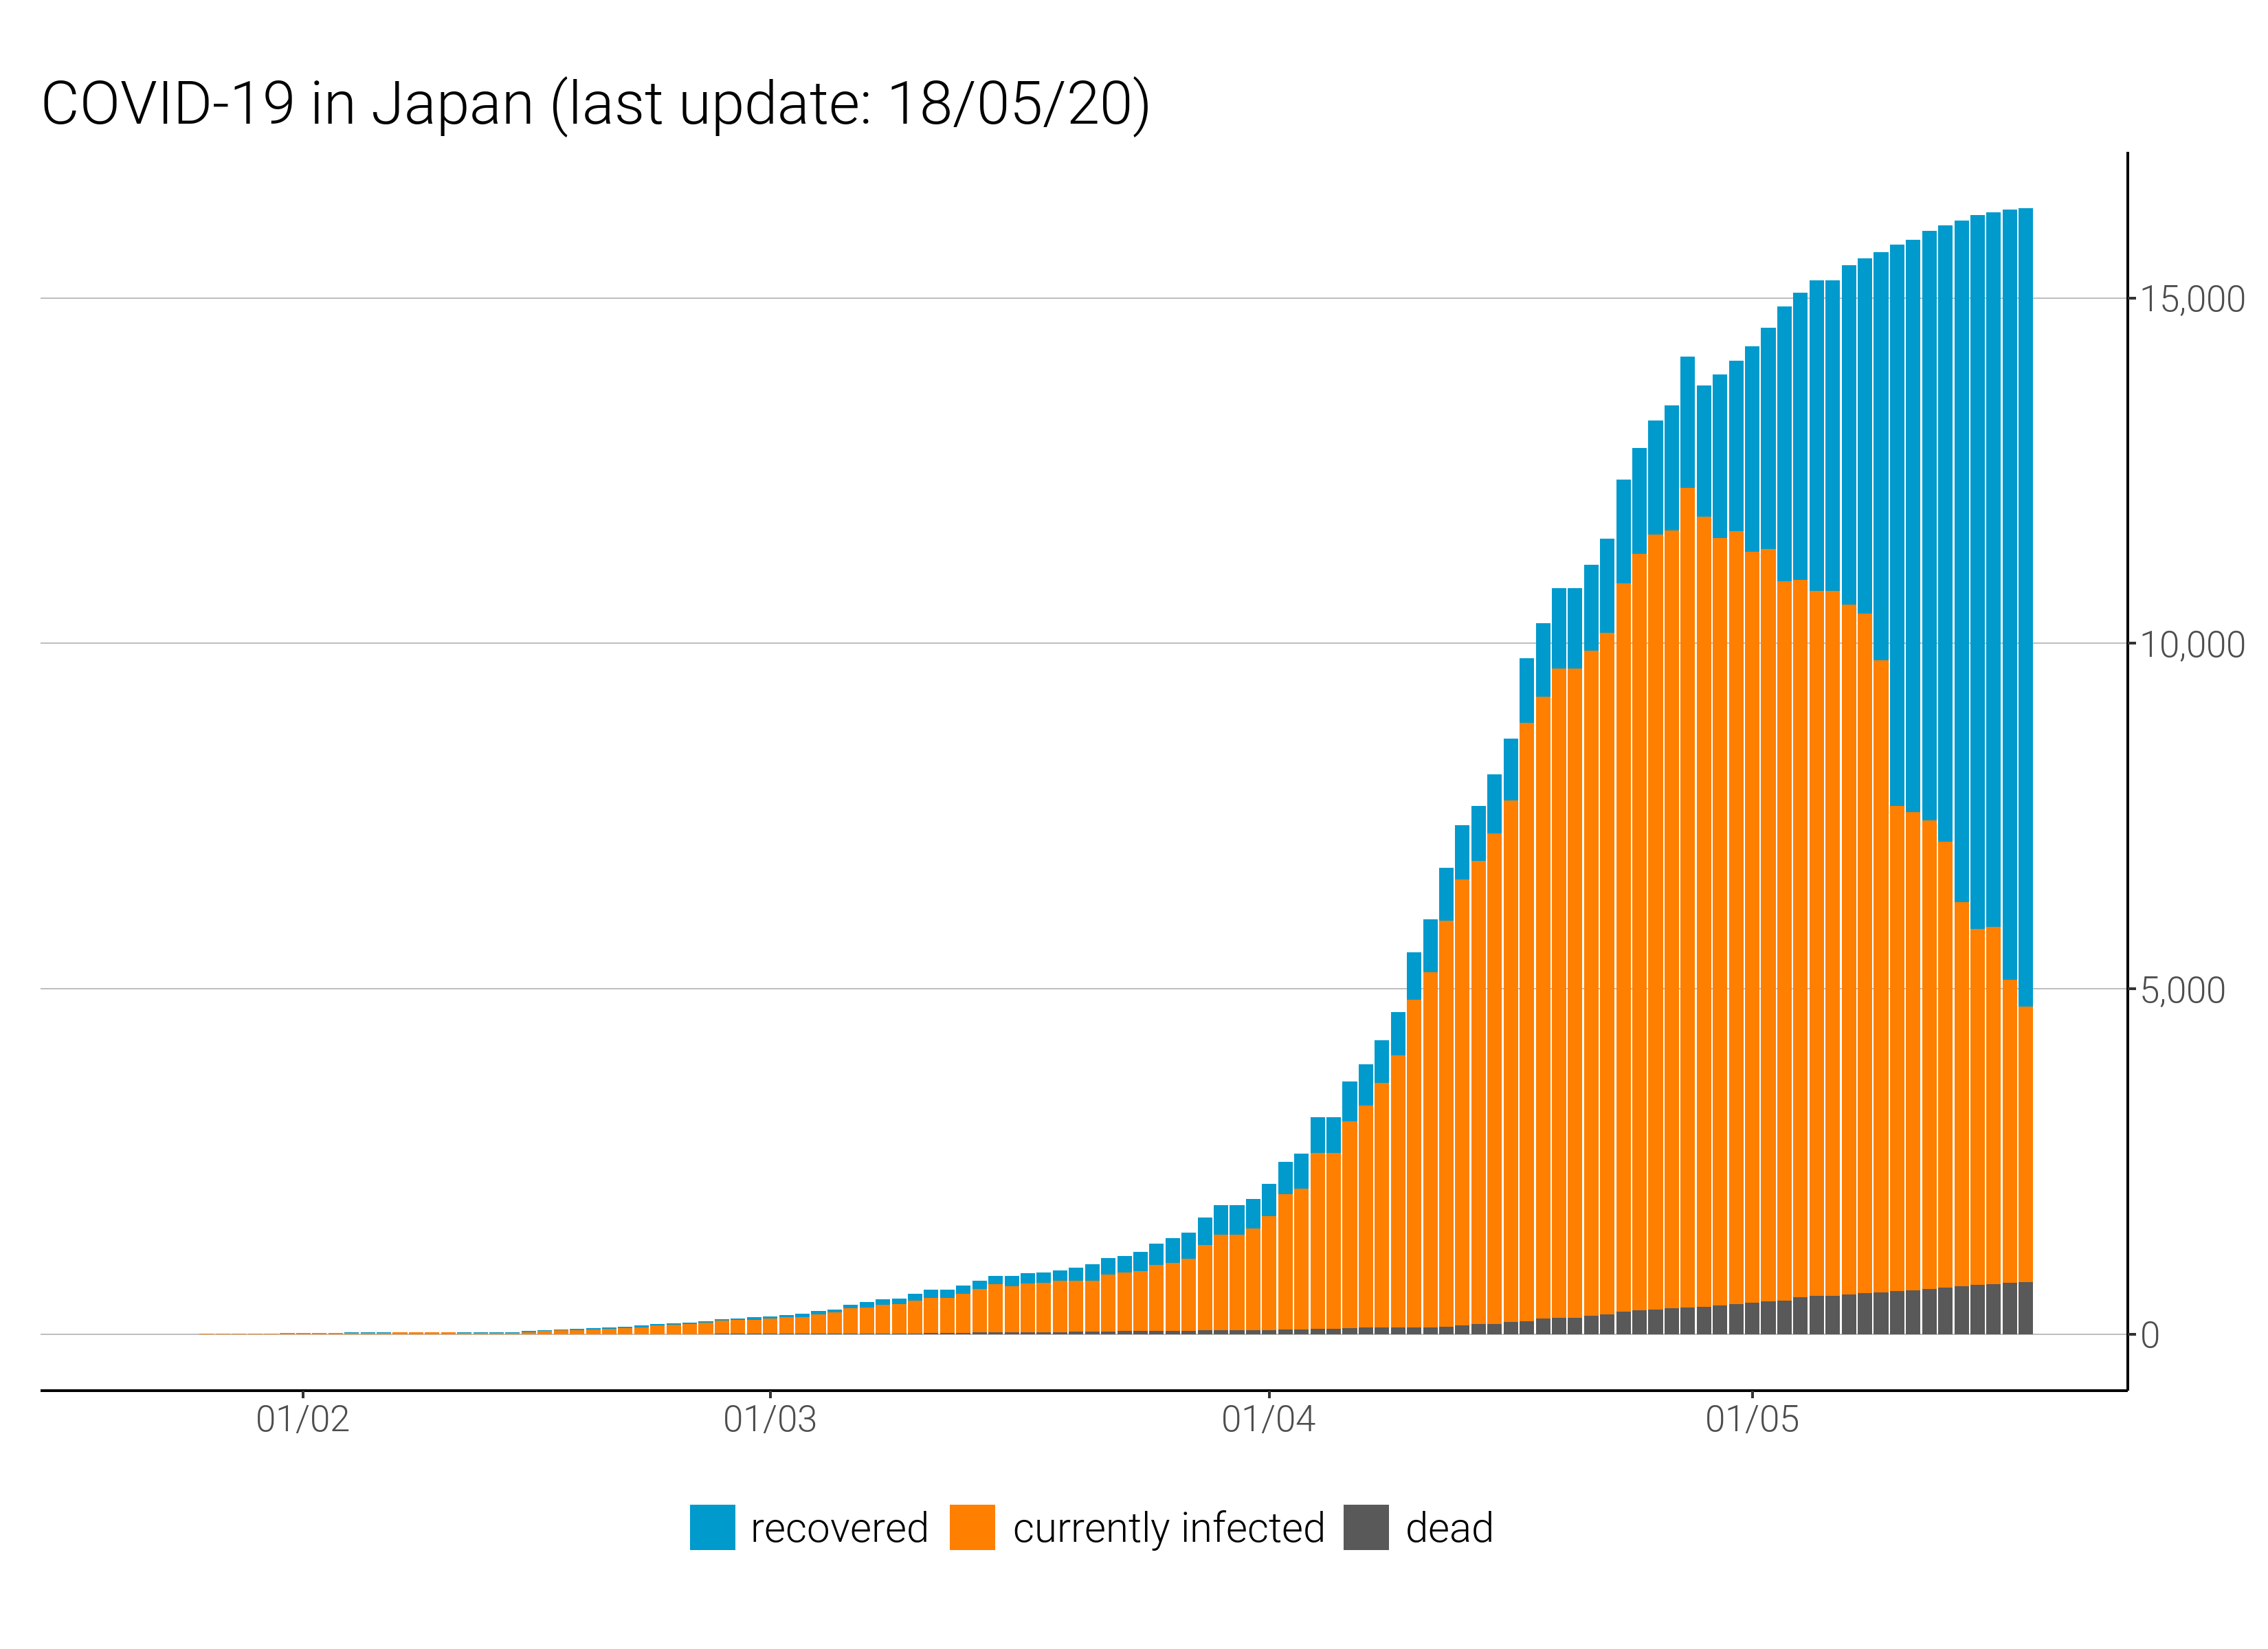 COVID-19 in Japan (last update: 18/05/20)
15,000
10,000
5,000
0
01/02 01/03 01/04 01/05
recovered currently infected dead